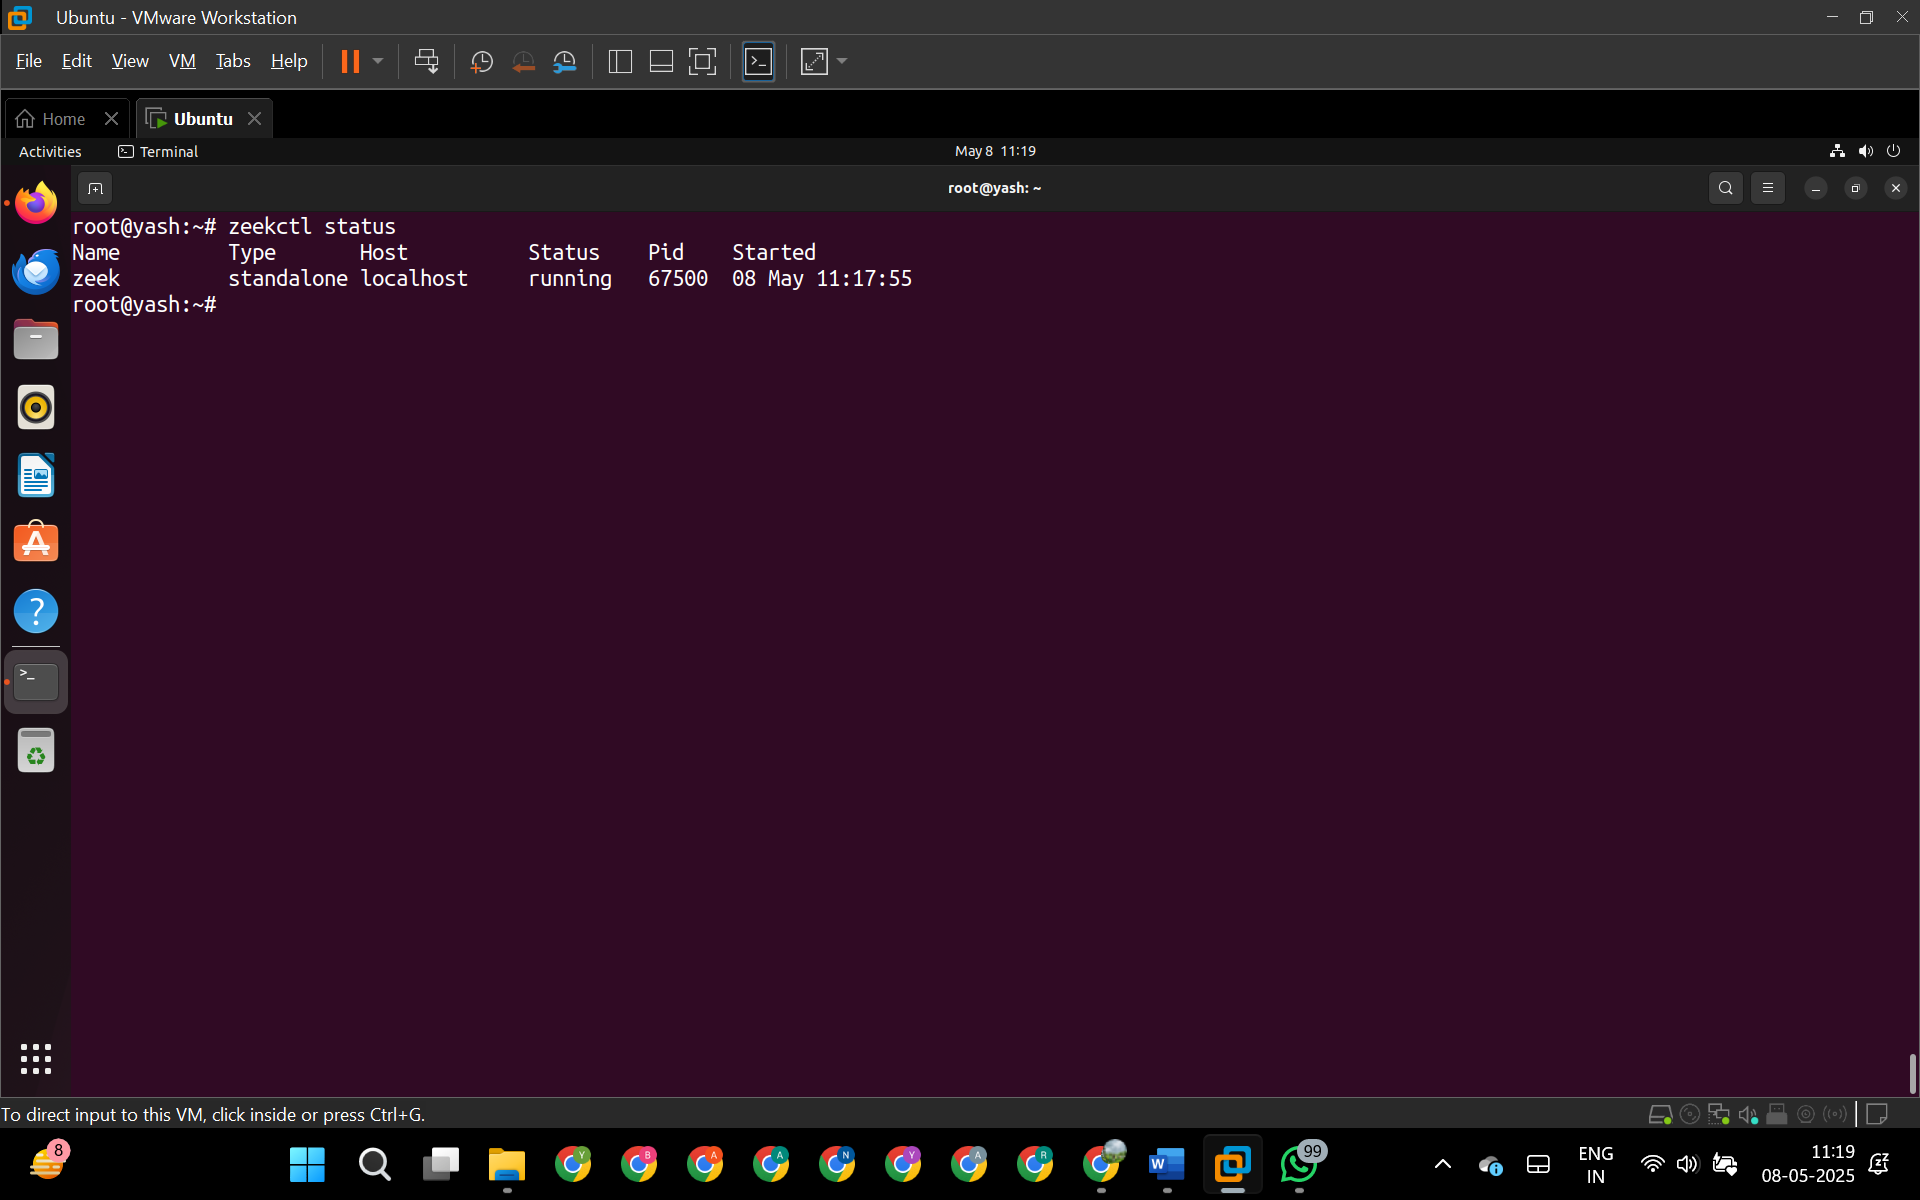 Ubuntu - VMware Workstation
File Edit View VM Tabs Help
Home Ubuntu
Activities Terminal May 8 11:19
root@yash: ~
root@yash:~# zeekctl status
Name Type Host Status Pid Started
zeek standalone localhost running 67500 08 May 11:17:55
root@yash:~#
To direct input to this VM, click inside or press Ctrl+G.
8
Y B A A N Y A R
W
99
ENG
IN
11:19
08-05-2025